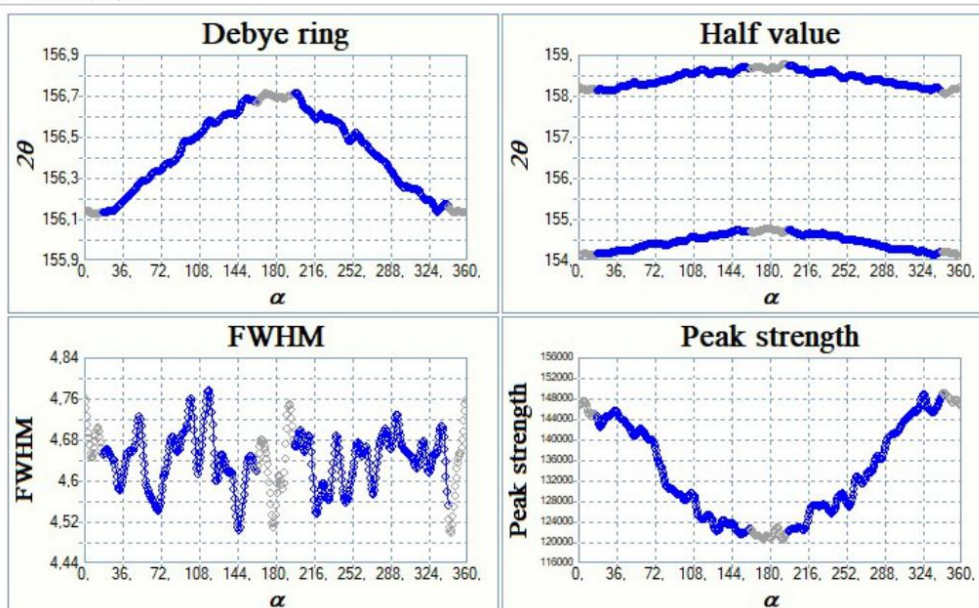 Debye ring
2θ
156.9
156.7
156.5
156.3
156.1
155.9
0. 36. 72. 108. 144. 180. 216. 252. 288. 324. 360.
α
Half value
2θ
159.
158.
157.
156.
155.
154.
0. 36. 72. 108. 144. 180. 216. 252. 288. 324. 360.
α
FWHM
FWHM
4.84
4.76
4.68
4.6
4.52
4.44
0. 36. 72. 108. 144. 180. 216. 252. 288. 324. 360.
α
Peak strength
Peak strength
156000
152000
148000
144000
140000
136000
132000
128000
124000
120000
116000
0. 36. 72. 108. 144. 180. 216. 252. 288. 324. 360.
α